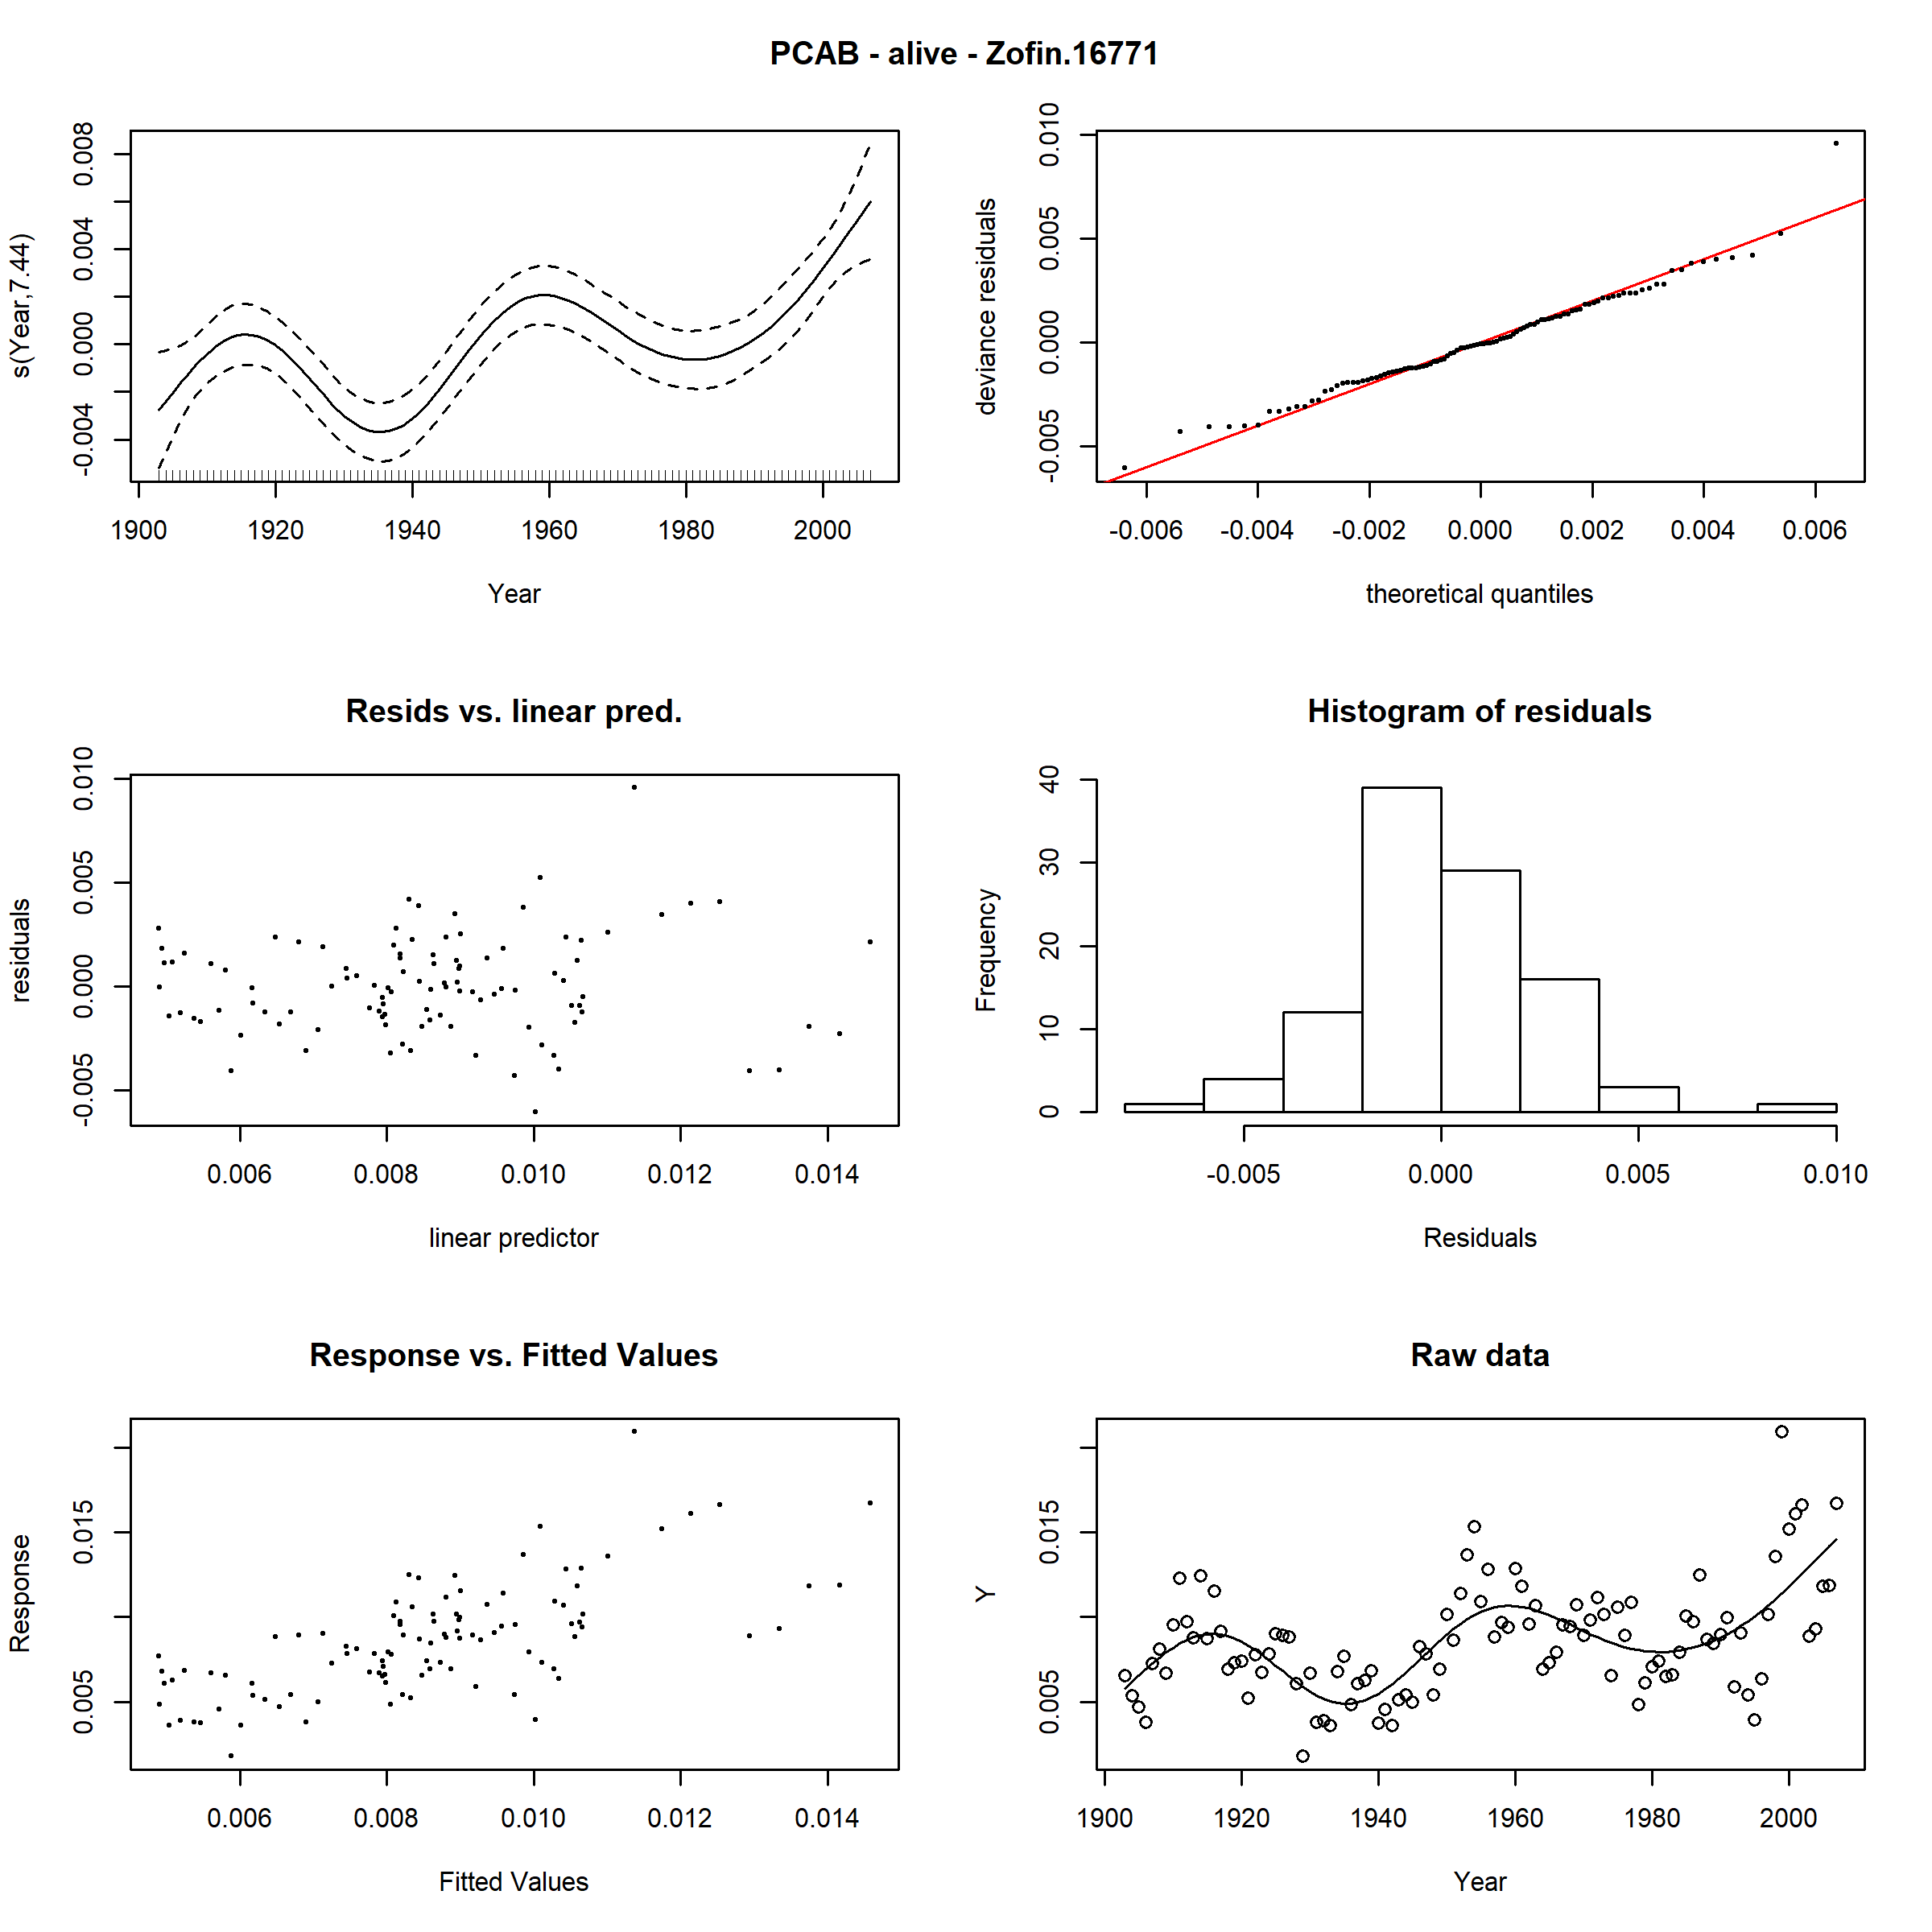 PCAB - alive - Zofin.16771
s(Year,7.44)
-0.004 0.000 0.004 0.008
1900 1920 1940 1960 1980 2000
Year
deviance residuals
-0.005 0.000 0.005 0.010
-0.006 -0.004 -0.002 0.000 0.002 0.004 0.006
theoretical quantiles
Resids vs. linear pred.
residuals
-0.005 0.000 0.005 0.010
0.006 0.008 0.010 0.012 0.014
linear predictor
Histogram of residuals
Frequency
0 10 20 30 40
-0.005 0.000 0.005 0.010
Residuals
Response vs. Fitted Values
Response
0.005 0.015
0.006 0.008 0.010 0.012 0.014
Fitted Values
Raw data
Y
0.005 0.015
1900 1920 1940 1960 1980 2000
Year